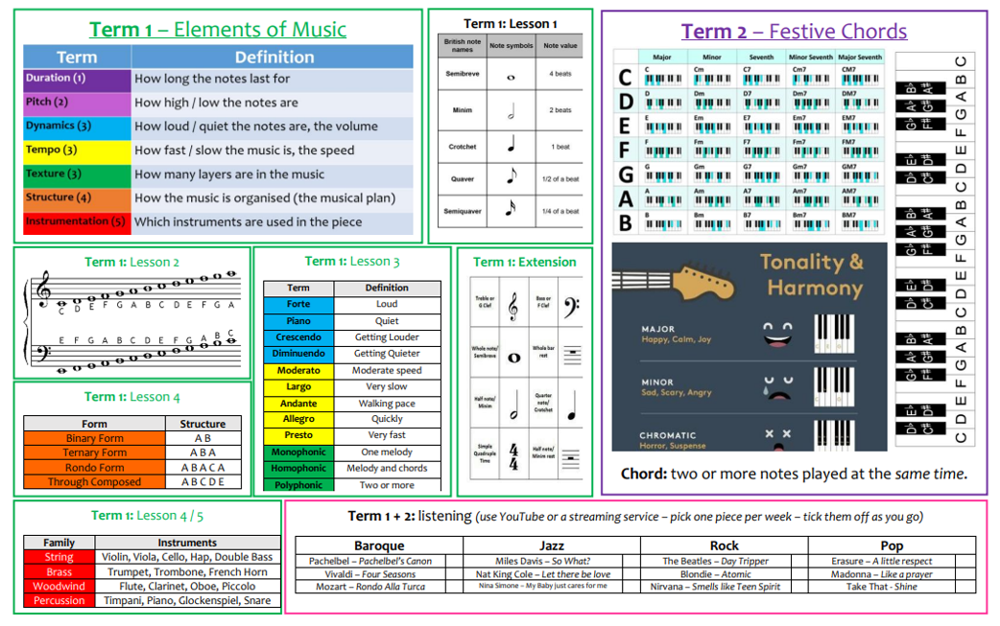 Term 1 – Elements of Music
Term Definition
Duration (1) How long the notes last for
Pitch (2) How high / low the notes are
Dynamics (3) How loud / quiet the notes are, the volume
Tempo (3) How fast / slow the music is, the speed
Texture (3) How many layers are in the music
Structure (4) How the music is organised (the musical plan)
Instrumentation (5) Which instruments are used in the piece
Term 1: Lesson 1
British note names Note symbols Note value
Semibreve 4 beats
Minim 2 beats
Crotchet 1 beat
Quaver 1/2 of a beat
Semiquaver 1/4 of a beat
Term 2 – Festive Chords
Major Minor Seventh Minor Seventh Major Seventh
C C Cm C7 Cm7 CM7
D D Dm D7 Dm7 DM7
E E Em E7 Em7 EM7
F F Fm F7 Fm7 FM7
G G Gm G7 Gm7 GM7
A A Am A7 Am7 AM7
B B Bm B7 Bm7 BM7
Tonality &
Harmony
MAJOR
Happy, Calm, Joy
MINOR
Sad, Scary, Angry
CHROMATIC
Horror, Suspense
C D E F G A B C D E F G A B C D E F G A B C
D♭ C# E♭ D# G♭ F# A♭ G# B♭ A#
Chord: two or more notes played at the same time.
Term 1: Lesson 2
C D E F G A B C D E F G A
E F G A B C D E F G A B C
Term 1: Lesson 3
Term Definition
Forte Loud
Piano Quiet
Crescendo Getting Louder
Diminuendo Getting Quieter
Moderato Moderate speed
Largo Very slow
Andante Walking pace
Allegro Quickly
Presto Very fast
Monophonic One melody
Homophonic Melody and chords
Polyphonic Two or more
Term 1: Extension
Treble or G Clef Bass or F Clef
Whole note/ Semibreve Whole bar rest
Half note/ Minim Quarter note/ Crotchet
Simple Quadruple Time 4 4 Half note/ Minim rest
Term 1: Lesson 4
Form Structure
Binary Form A B
Ternary Form A B A
Rondo Form A B A C A
Through Composed A B C D E
Term 1: Lesson 4 / 5
Family Instruments
String Violin, Viola, Cello, Hap, Double Bass
Brass Trumpet, Trombone, French Horn
Woodwind Flute, Clarinet, Oboe, Piccolo
Percussion Timpani, Piano, Glockenspiel, Snare
Term 1 + 2: listening (use YouTube or a streaming service – pick one piece per week – tick them off as you go)
Baroque Jazz Rock Pop
Pachelbel – Pachelbel's Canon Miles Davis – So What? The Beatles – Day Tripper Erasure – A little respect
Vivaldi – Four Seasons Nat King Cole – Let there be love Blondie – Atomic Madonna – Like a prayer
Mozart – Rondo Alla Turca Nina Simone – My Baby just cares for me Nirvana – Smells like Teen Spirit Take That - Shine